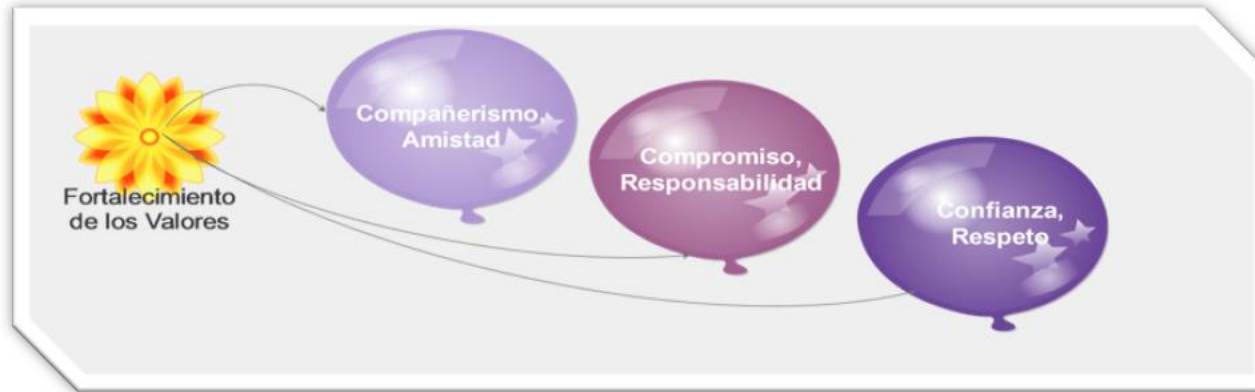 Fortalecimiento
de los Valores
Compañerismo,
Amistad
Compromiso,
Responsabilidad
Confianza,
Respeto